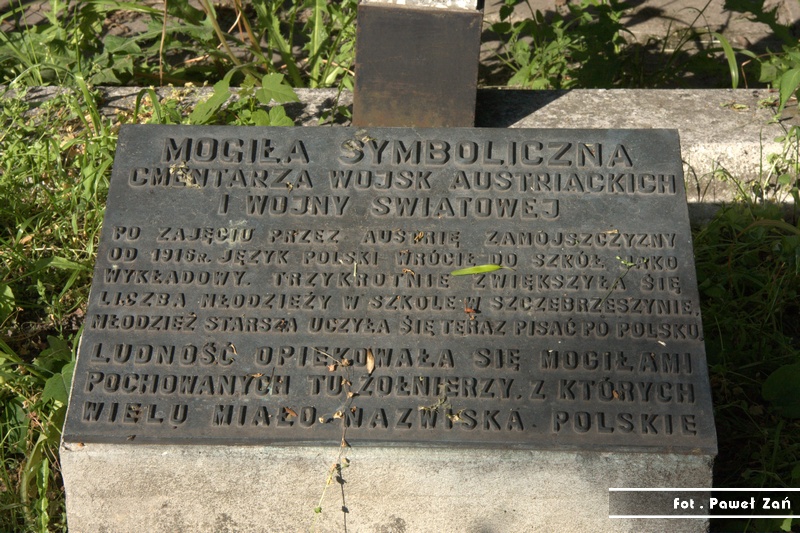 MOGIŁA SYMBOLICZNA
CMENTARZA WOJSK AUSTRIACKICH
I WOJNY SWIATOWEJ
PO ZAJĘCIU PRZEZ AUSTRIĘ ZAMOJSZCZYZNY
OD 1916r. JĘZYK POLSKI WRÓCIŁ DO SZKÓŁ JAKO
WYKŁADOWY. TRZYKROTNIE ZWIĘKSZYŁA SIĘ
LICZBA MŁODZIEŻY W SZKOLE W SZCZEBRZESZYNIE.
MŁODZIEŻ STARSZA UCZYŁA SIĘ TERAZ PISAĆ PO POLSKU
LUDNOŚĆ OPIEKOWAŁA SIĘ MOGIŁAMI
POCHOWANYCH TU ŻOŁNIERZY, Z KTÓRYCH
WIELU MIAŁO NAZWISKA POLSKIE
Fot . Paweł Zań